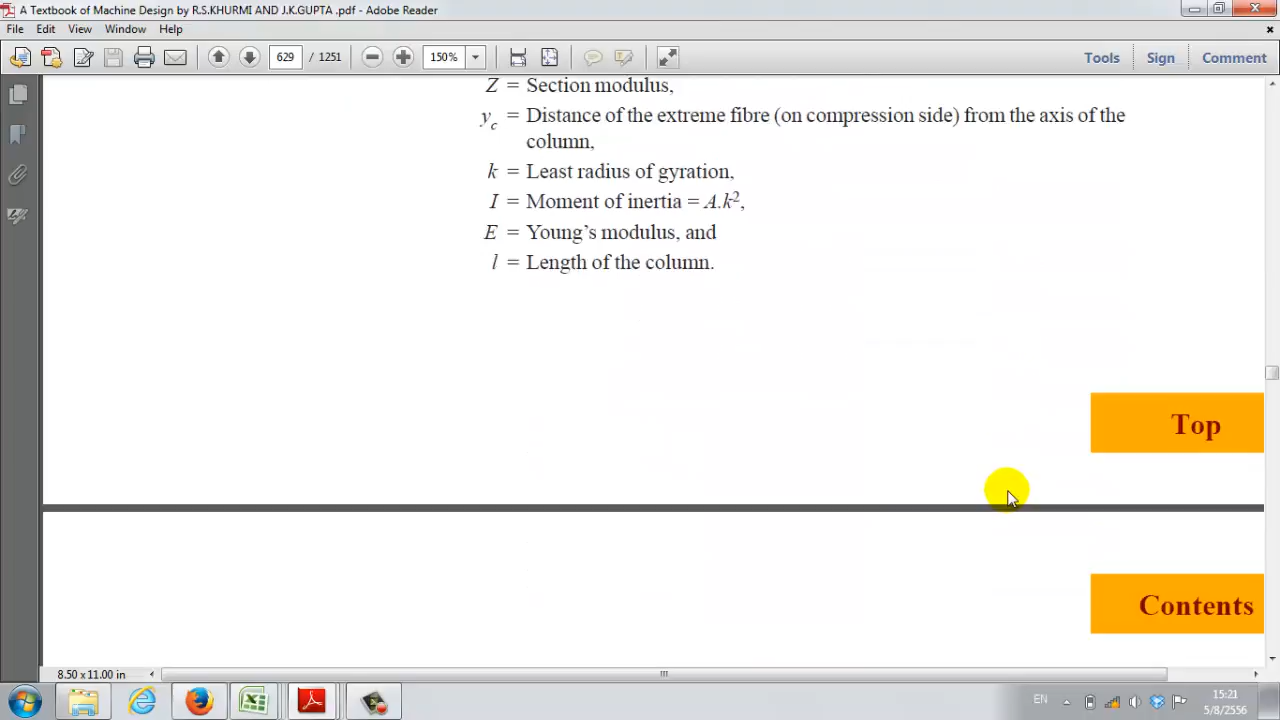 A Textbook of Machine Design by R.S.KHURMI AND J.K.GUPTA .pdf - Adobe Reader
File Edit View Window Help
629 / 1251 150% Tools Sign Comment
Z = Section modulus,
yc = Distance of the extreme fibre (on compression side) from the axis of the
column,
k = Least radius of gyration,
I = Moment of inertia = A.k²,
E = Young’s modulus, and
l = Length of the column.
Top
Contents
8.50 x 11.00 in
EN
15:21
5/8/2556